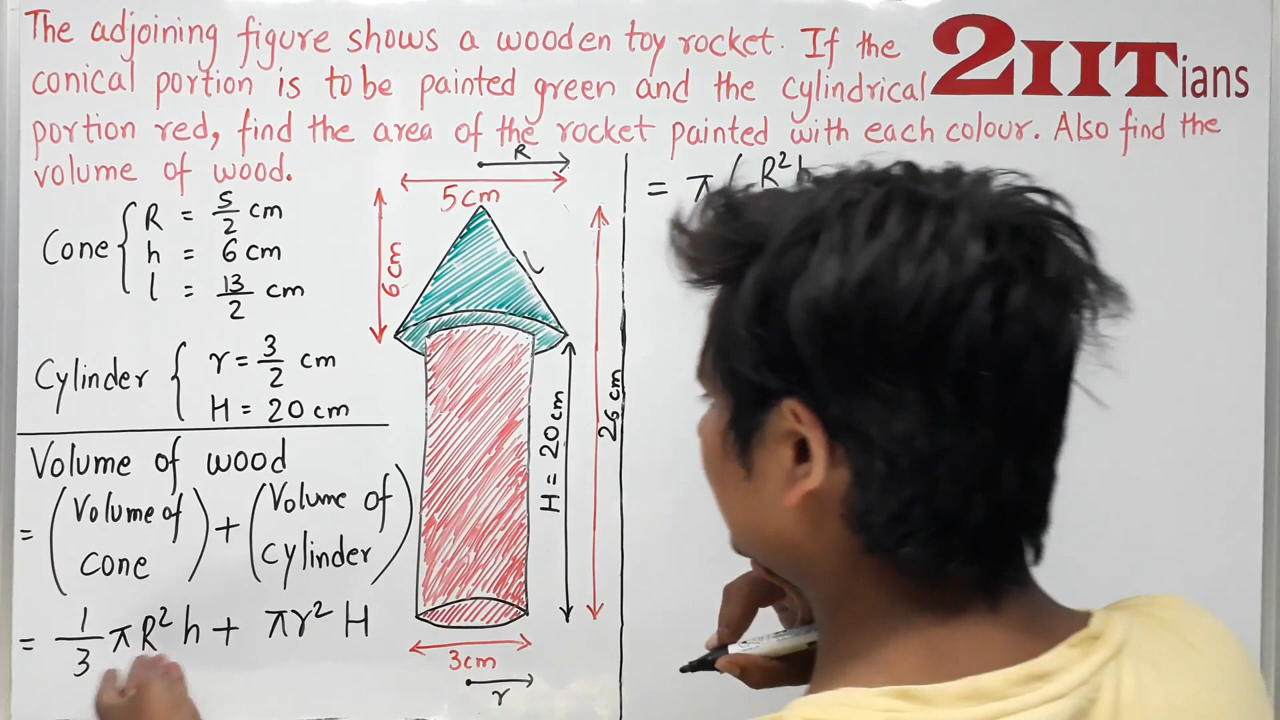 The adjoining figure shows a wooden toy rocket. If the
conical portion is to be painted green and the cylindrical
portion red, find the area of the rocket painted with each colour. Also find the
volume of wood.
2IITians
Cone { R = 5/2 cm
h = 6 cm
l = 13/2 cm
Cylinder { r = 3/2 cm
H = 20 cm
Volume of wood
= (Volume of cone) + (Volume of cylinder)
= 1/3 πR²h + πr²H
R
5cm
6cm
l
H = 20 cm
26 cm
3cm
r
= π( R²h